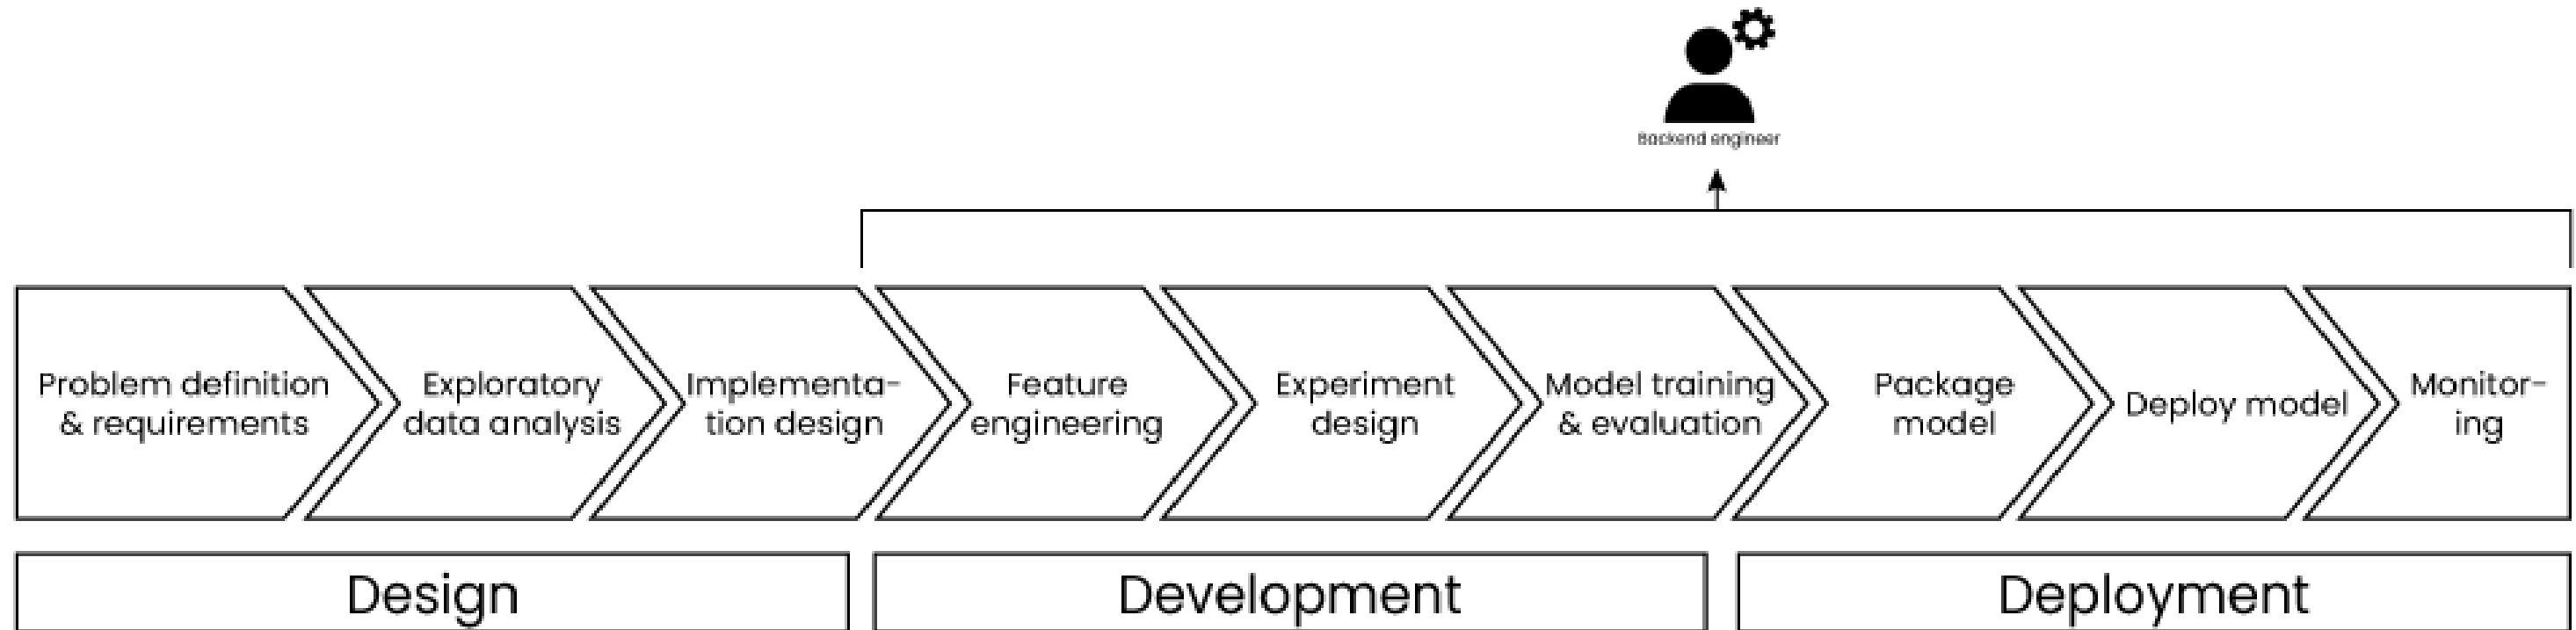 Backend engineer
Problem definition
& requirements
Exploratory
data analysis
Implementa-
tion design
Feature
engineering
Experiment
design
Model training
& evaluation
Package
model
Deploy model
Monitor-
ing
Design
Development
Deployment